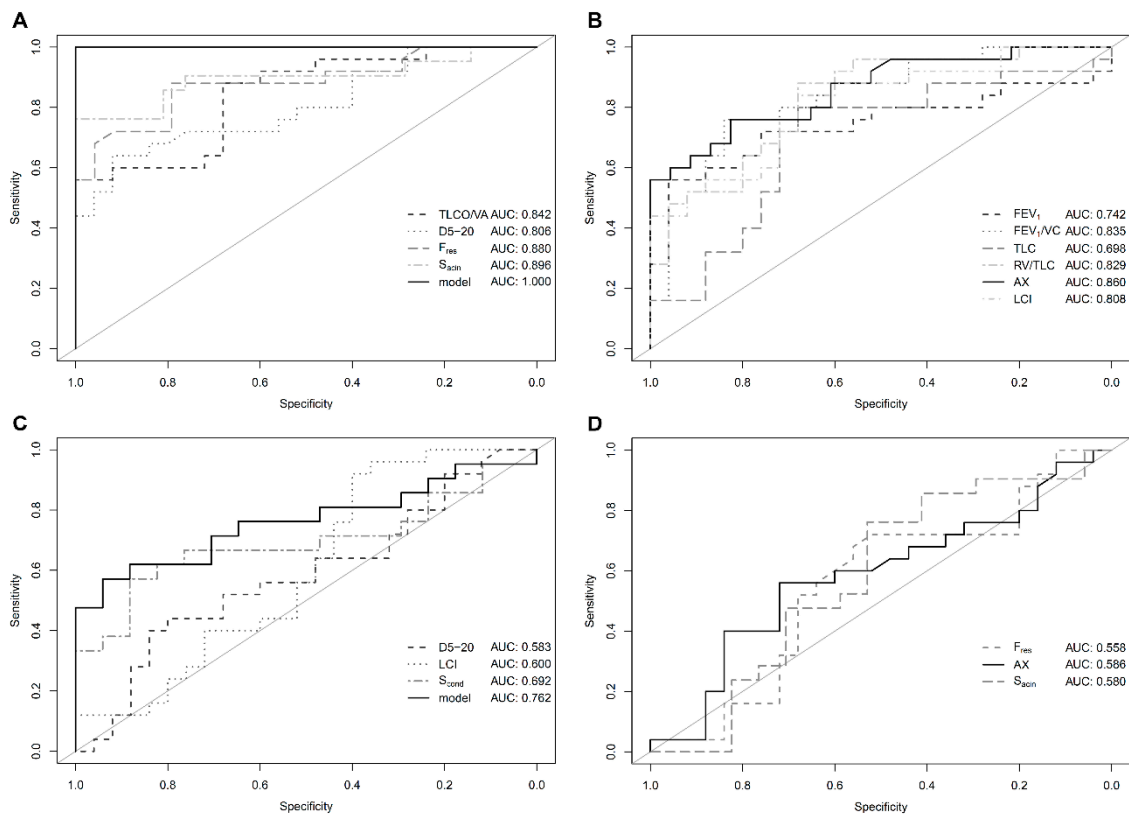 A
Sensitivity
0.0 0.2 0.4 0.6 0.8 1.0
TLCO/VA AUC: 0.842
D5−20 AUC: 0.806
Fres AUC: 0.880
Sacin AUC: 0.896
model AUC: 1.000
1.0 0.8 0.6 0.4 0.2 0.0
Specificity
B
Sensitivity
0.0 0.2 0.4 0.6 0.8 1.0
FEV1 AUC: 0.742
FEV1/VC AUC: 0.835
TLC AUC: 0.698
RV/TLC AUC: 0.829
AX AUC: 0.860
LCI AUC: 0.808
1.0 0.8 0.6 0.4 0.2 0.0
Specificity
C
Sensitivity
0.0 0.2 0.4 0.6 0.8 1.0
D5−20 AUC: 0.583
LCI AUC: 0.600
Scond AUC: 0.692
model AUC: 0.762
1.0 0.8 0.6 0.4 0.2 0.0
Specificity
D
Sensitivity
0.0 0.2 0.4 0.6 0.8 1.0
Fres AUC: 0.558
AX AUC: 0.586
Sacin AUC: 0.580
1.0 0.8 0.6 0.4 0.2 0.0
Specificity